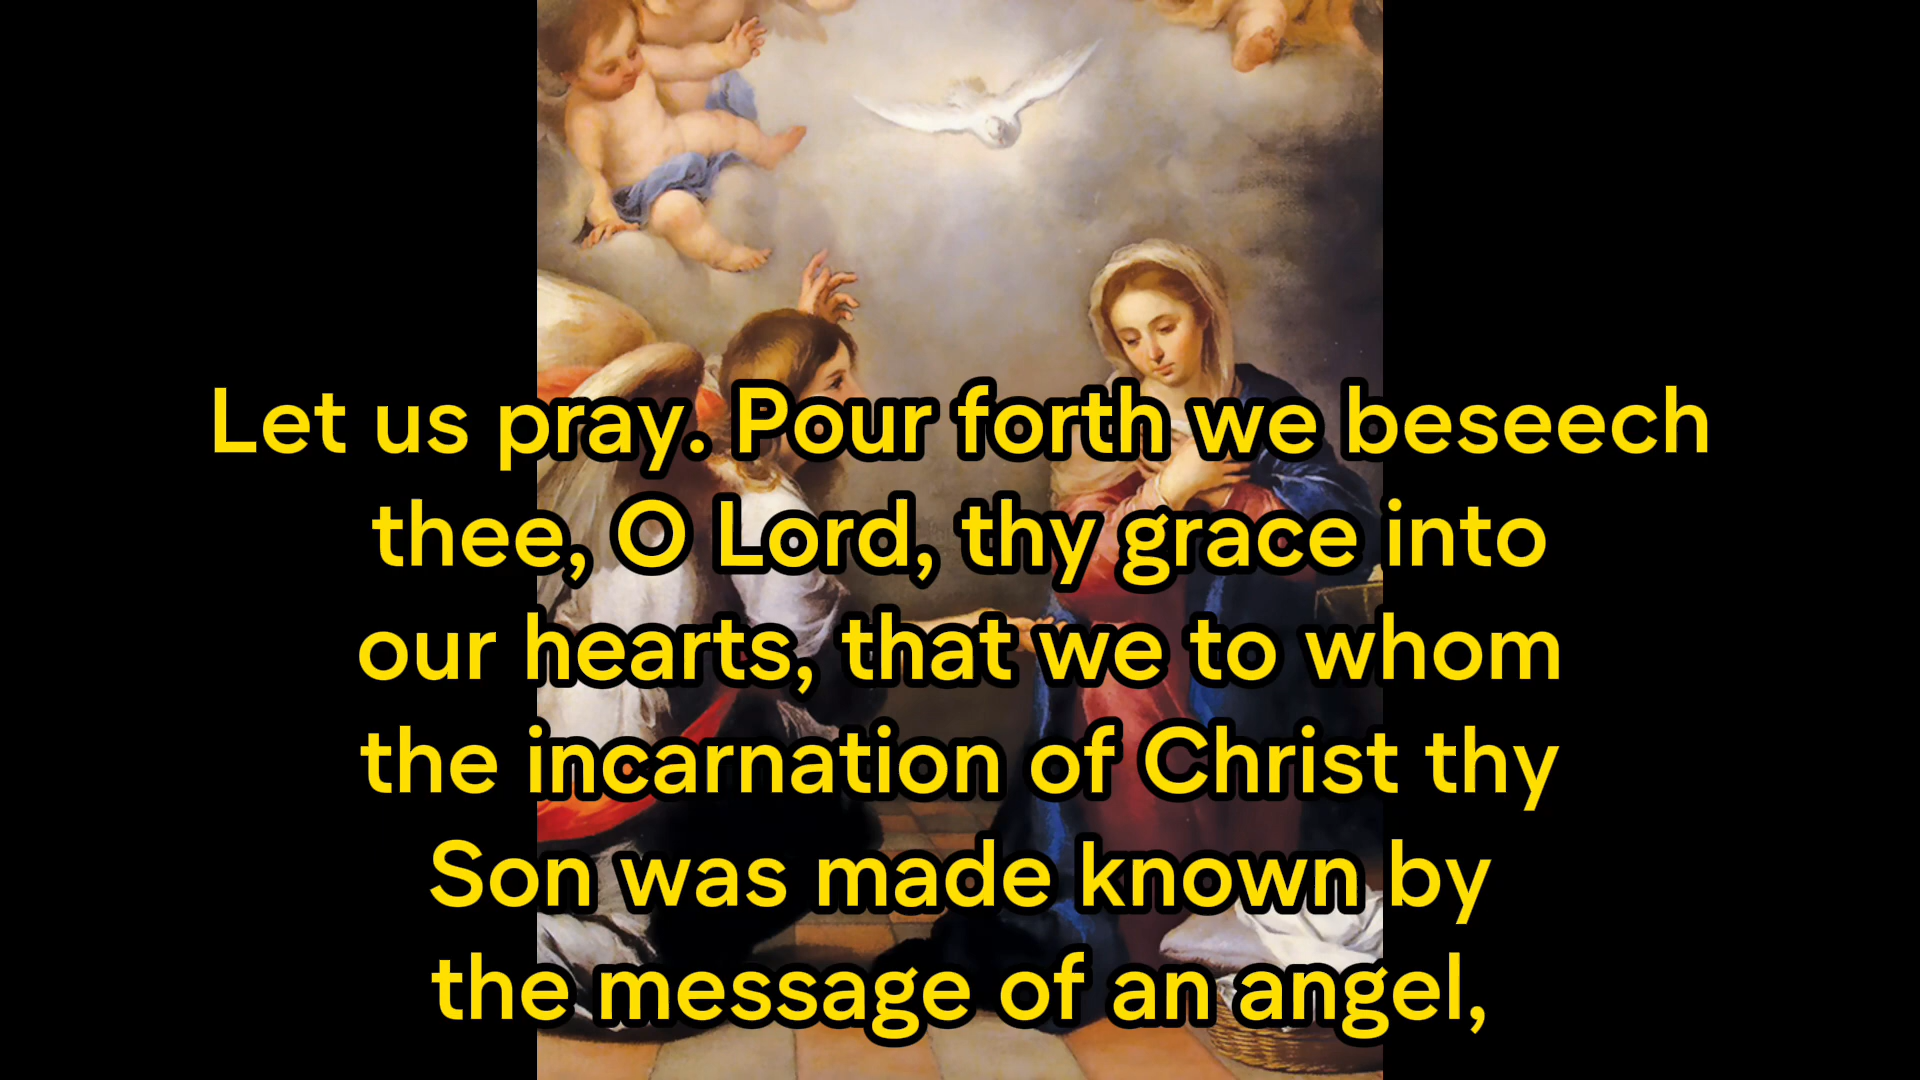 Let us pray. Pour forth we beseech
thee, O Lord, thy grace into
our hearts, that we to whom
the incarnation of Christ thy
Son was made known by
the message of an angel,